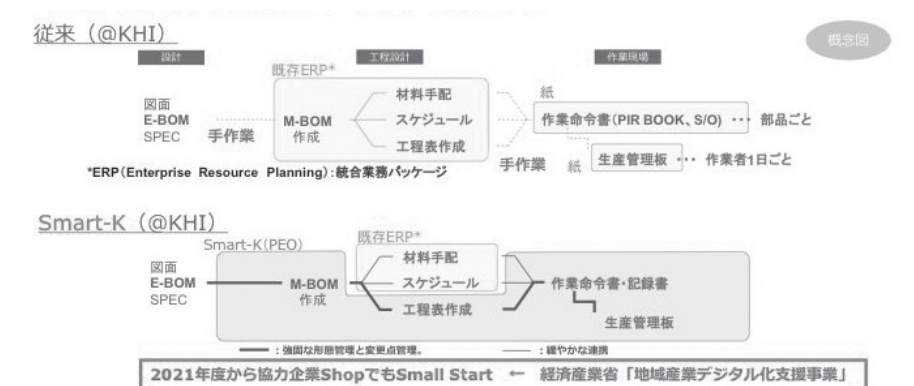 従来（@KHI）
概念図
設計
工程設計
作業現場
既存ERP*
図面
E-BOM
SPEC
手作業
M-BOM
作成
材料手配
スケジュール
工程表作成
手作業
紙
作業命令書(PIR BOOK、S/O) ･･･ 部品ごと
紙
生産管理板 ･･･ 作業者1日ごと
*ERP(Enterprise Resource Planning):統合業務パッケージ
Smart-K（@KHI）
Smart-K(PEO)
既存ERP*
図面
E-BOM
SPEC
M-BOM
作成
材料手配
スケジュール
工程表作成
作業命令書・記録書
生産管理板
：強固な形態管理と変更点管理。
：緩やかな連携
2021年度から協力企業ShopでもSmall Start ← 経済産業省「地域産業デジタル化支援事業」